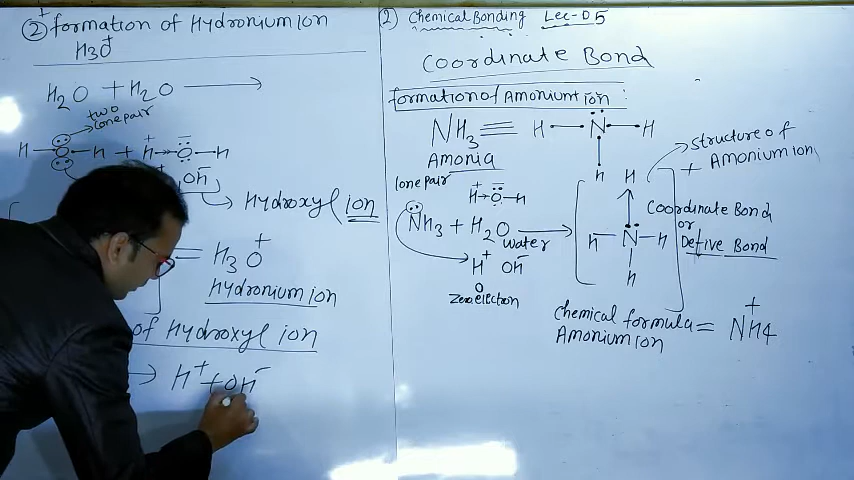 ② formation of Hydronium ION
H3O+
H2O + H2O ⟶
two
lone pair
H—O—H + H+→O−—H
OH−
Hydroxyl ion
= H3O+
Hydronium ion
of Hydroxyl ion
→ H+ + OH−
② Chemical Bonding Lec-05
Coordinate Bond
formation of Amonium ion :
NH3 ≡ H—N—H
H
Amonia
structure of
Amonium ion
lone pair
H+→O−—H
NH3 + H2O ⟶
water
H+ OH−
0
Zero electron
+
H
H—N—H
H
Coordinate Bond
or
Detive Bond
chemical formula = NH4+
Amonium ion